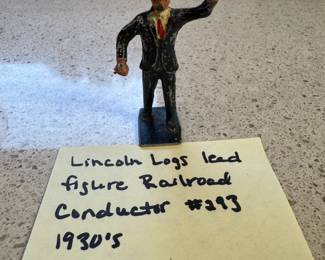 Lincoln Logs lead
figure Railroad
Conductor #293
1930's